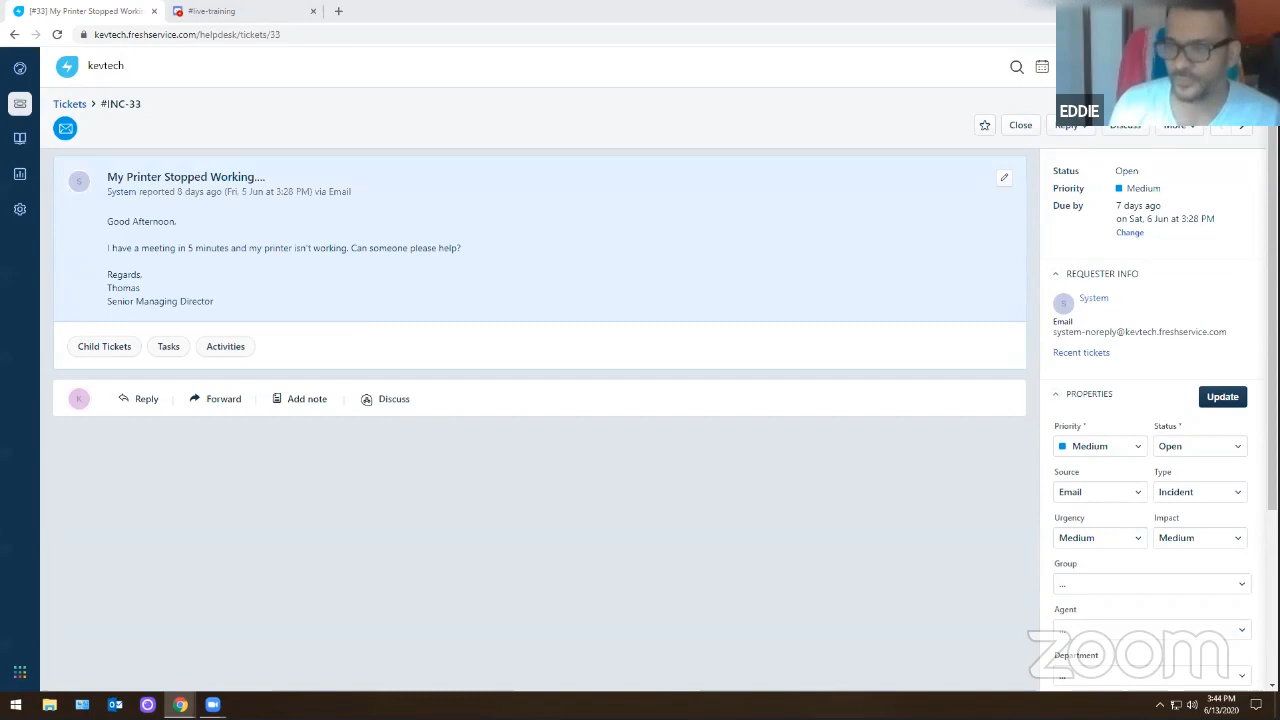 [#33] My Printer Stopped Worki
#live-training
kevtech.freshservice.com/helpdesk/tickets/33
kevtech
EDDIE
Tickets > #INC-33
Close
Reply
Discuss
More
S
My Printer Stopped Working....
System reported 8 days ago (Fri, 5 Jun at 3:28 PM) via Email
Good Afternoon,
I have a meeting in 5 minutes and my printer isn't working. Can someone please help?
Regards,
Thomas
Senior Managing Director
Child Tickets
Tasks
Activities
K
Reply
Forward
Add note
Discuss
Status
Open
Priority
Medium
Due by
7 days ago
on Sat, 6 Jun at 3:28 PM
Change
REQUESTER INFO
S
System
Email
system-noreply@kevtech.freshservice.com
Recent tickets
PROPERTIES
Update
Priority * Status *
Medium Open
Source Type
Email Incident
Urgency Impact
Medium Medium
Group
...
Agent
...
Department
...
zoom
3:44 PM
6/13/2020